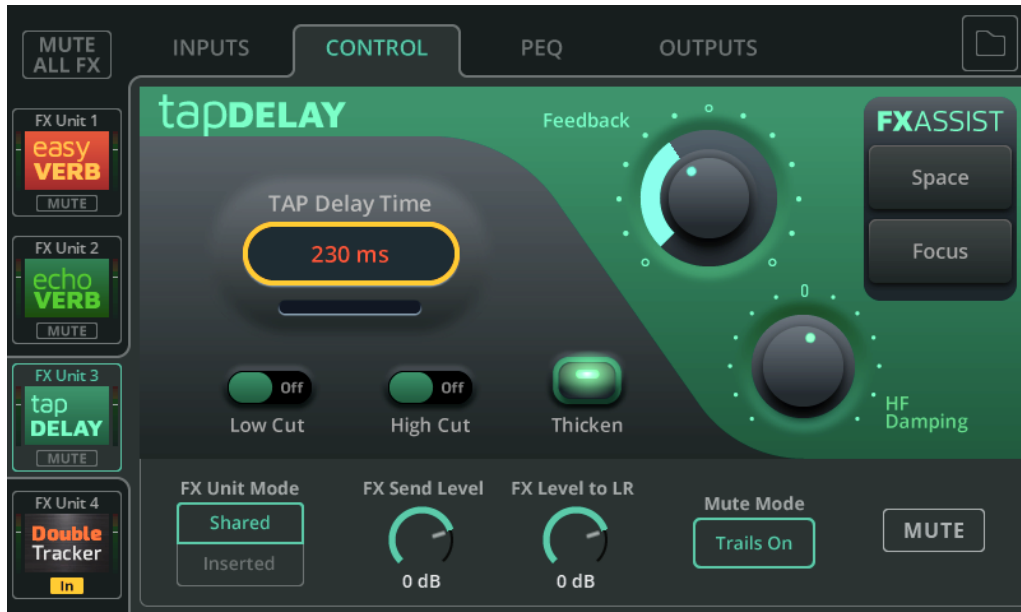 MUTE
ALL FX
INPUTS
CONTROL
PEQ
OUTPUTS
FX Unit 1
easy
VERB
MUTE
FX Unit 2
echo
VERB
MUTE
FX Unit 3
tap
DELAY
MUTE
FX Unit 4
Double
Tracker
In
tapDELAY
TAP Delay Time
230 ms
Off
Low Cut
Off
High Cut
Thicken
Feedback
0
HF
Damping
FXASSIST
Space
Focus
FX Unit Mode
Shared
Inserted
FX Send Level
0 dB
FX Level to LR
0 dB
Mute Mode
Trails On
MUTE